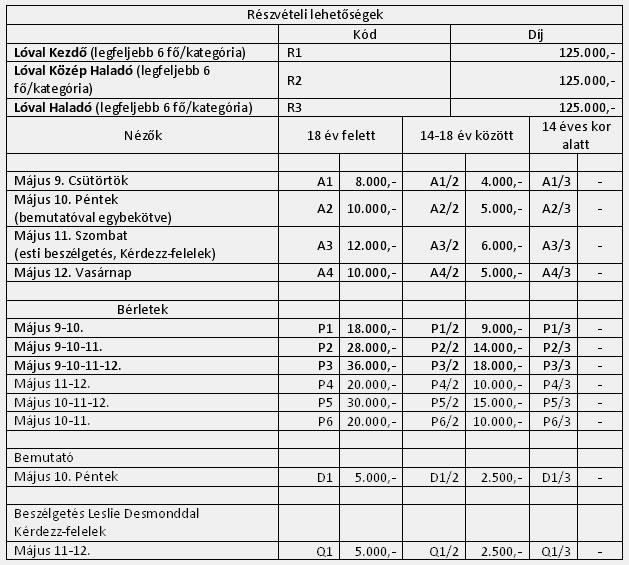 Részvételi lehetőségek
Kód Díj
Lóval Kezdő (legfeljebb 6 fő/kategória) R1 125.000,-
Lóval Közép Haladó (legfeljebb 6
fő/kategória) R2 125.000,-
Lóval Haladó (legfeljebb 6 fő/kategória) R3 125.000,-
Nézők 18 év felett 14-18 év között 14 éves kor
alatt
Május 9. Csütörtök A1 8.000,- A1/2 4.000,- A1/3 -
Május 10. Péntek
(bemutatóval egybekötve) A2 10.000,- A2/2 5.000,- A2/3 -
Május 11. Szombat
(esti beszélgetés, Kérdezz-felelek) A3 12.000,- A3/2 6.000,- A3/3 -
Május 12. Vasárnap A4 10.000,- A4/2 5.000,- A4/3 -
Bérletek
Május 9-10. P1 18.000,- P1/2 9.000,- P1/3 -
Május 9-10-11. P2 28.000,- P2/2 14.000,- P2/3 -
Május 9-10-11-12. P3 36.000,- P3/2 18.000,- P3/3 -
Május 11-12. P4 20.000,- P4/2 10.000,- P4/3 -
Május 10-11-12. P5 30.000,- P5/2 15.000,- P5/3 -
Május 10-11. P6 20.000,- P6/2 10.000,- P6/3 -
Bemutató
Május 10. Péntek D1 5.000,- D1/2 2.500,- D1/3 -
Beszélgetés Leslie Desmonddal
Kérdezz-felelek
Május 11-12. Q1 5.000,- Q1/2 2.500,- Q1/3 -